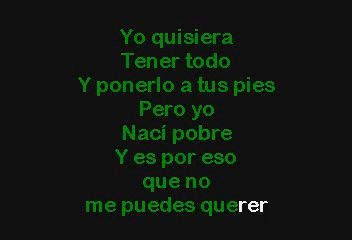 Yo quisiera
Tener todo
Y ponerlo a tus pies
Pero yo
Nací pobre
Y es por eso
que no
me puedes querer